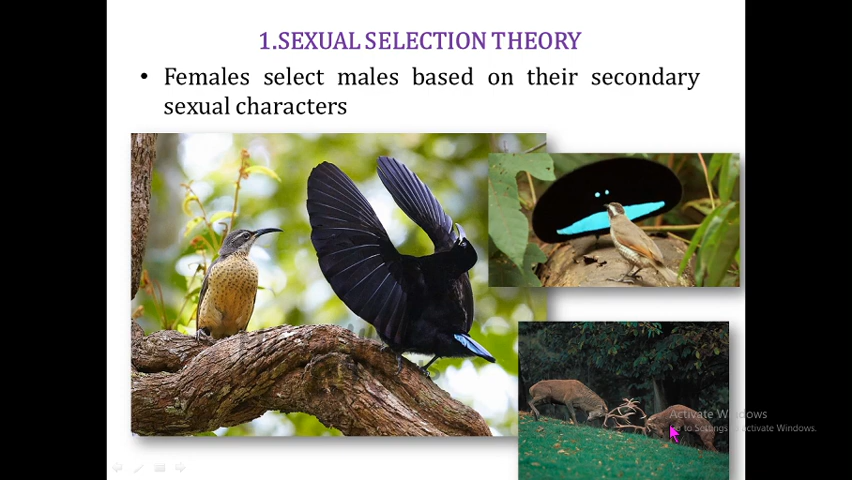 1.SEXUAL SELECTION THEORY
• Females select males based on their secondary
sexual characters
Activate Windows
Go to Settings to activate Windows.